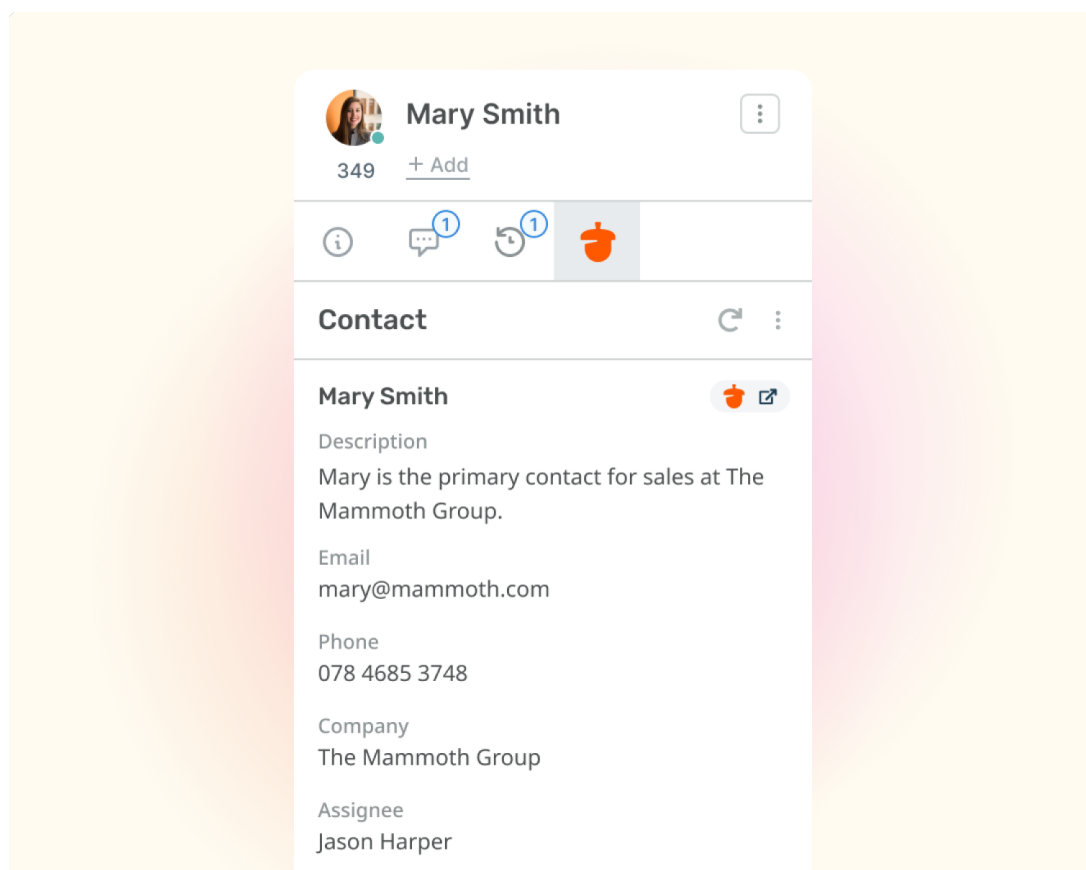 Mary Smith
349
+ Add
1
1
Contact
Mary Smith
Description
Mary is the primary contact for sales at The
Mammoth Group.
Email
mary@mammoth.com
Phone
078 4685 3748
Company
The Mammoth Group
Assignee
Jason Harper